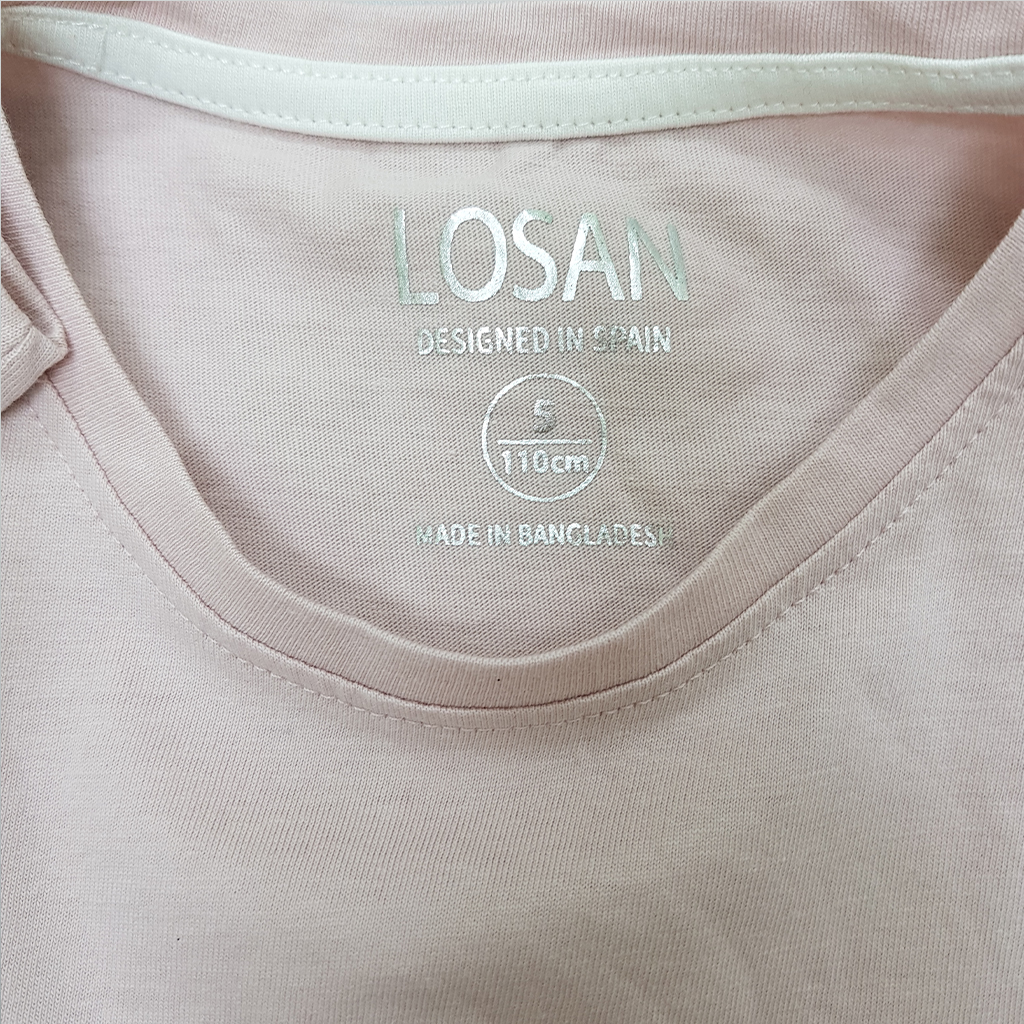 LOSAN
DESIGNED IN SPAIN
5
110cm
MADE IN BANGLADESH